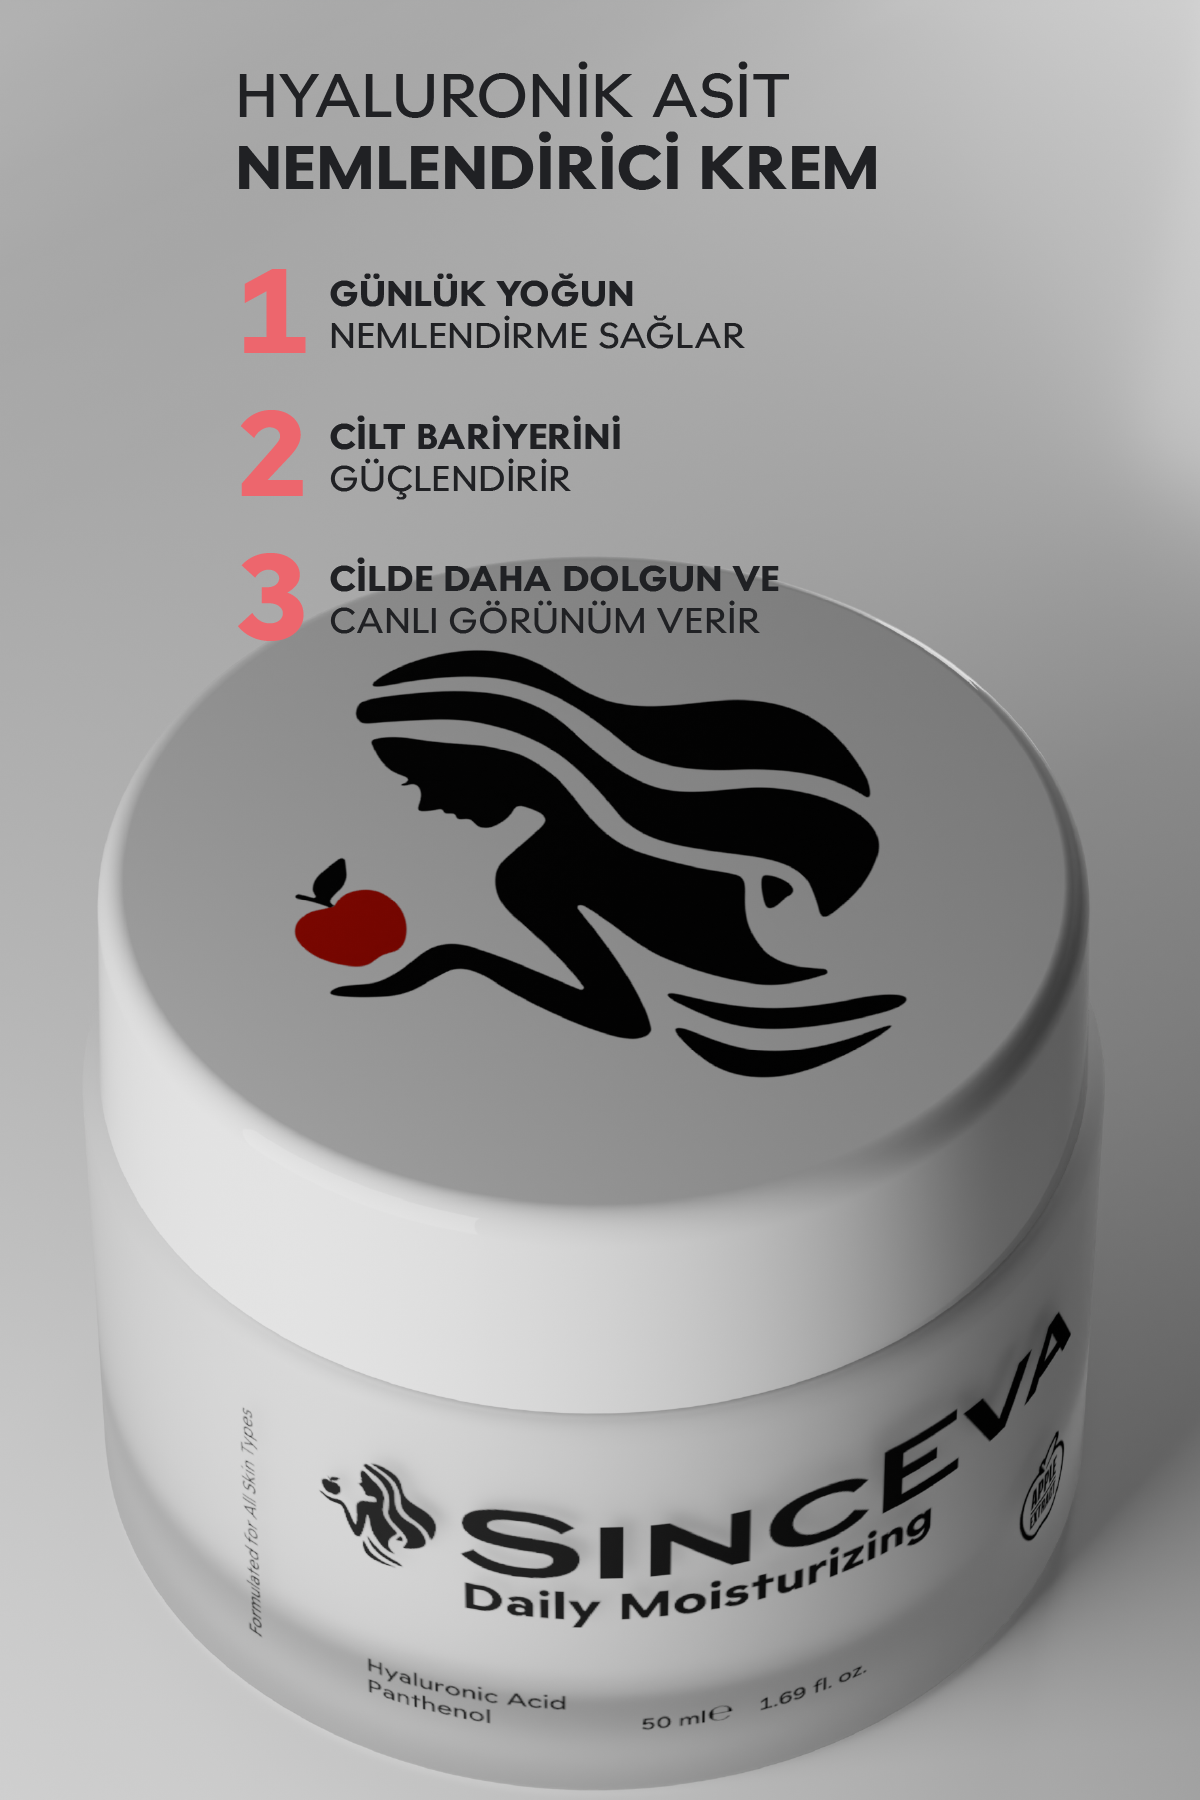 HYALURONİK ASİT
NEMLENDİRİCİ KREM
1 GÜNLÜK YOĞUN
NEMLENDİRME SAĞLAR
2 CİLT BARİYERİNİ
GÜÇLENDİRİR
3 CİLDE DAHA DOLGUN VE
CANLI GÖRÜNÜM VERİR
Formulated for All Skin Types
SINCEVA
Daily Moisturizing
APPLE
EXTRACT
Hyaluronic Acid
Panthenol
50 ml℮ 1.69 fl. oz.